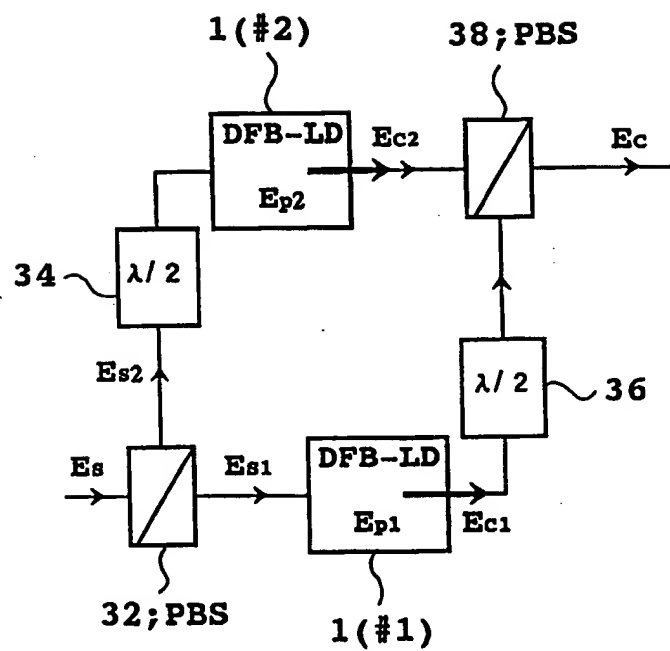 1(#2)
38;PBS
DFB-LD
Ec2
Ec
Ep2
34
λ/2
Es2
λ/2
36
Es
Es1
DFB-LD
Ep1
Ec1
32;PBS
1(#1)